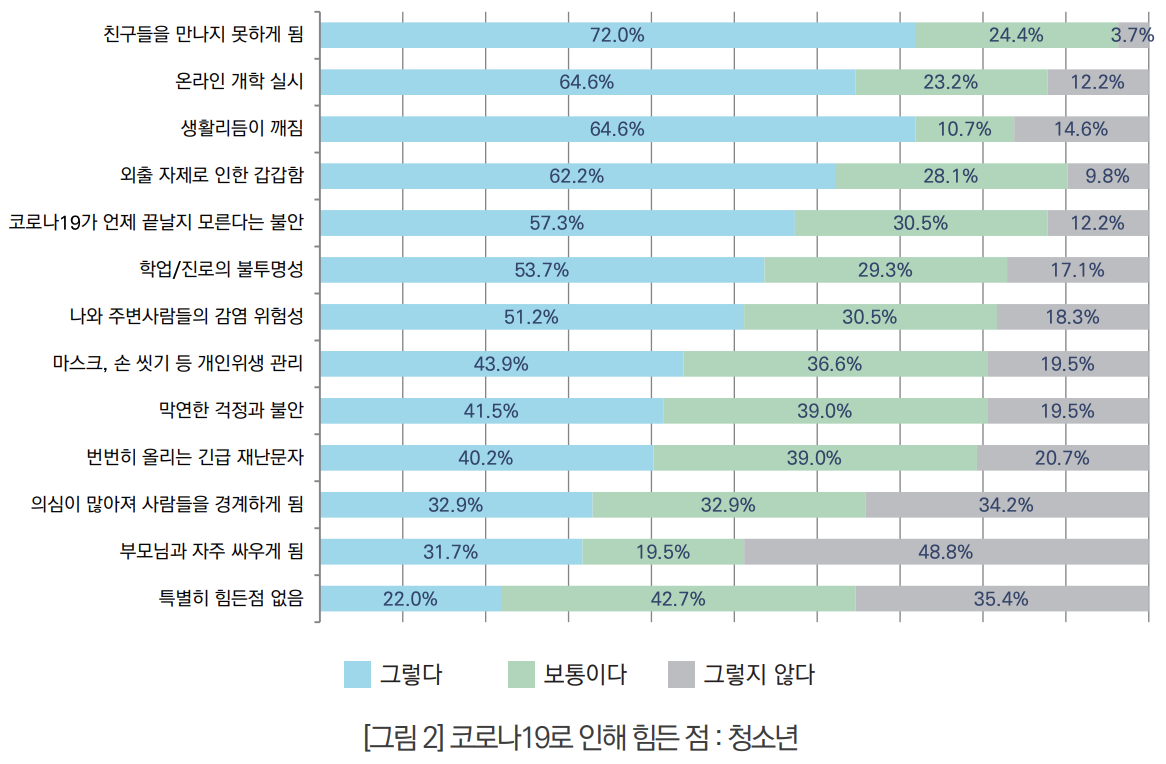 친구들을 만나지 못하게 됨 72.0% 24.4% 3.7%
온라인 개학 실시 64.6% 23.2% 12.2%
생활리듬이 깨짐 64.6% 10.7% 14.6%
외출 자제로 인한 갑갑함 62.2% 28.1% 9.8%
코로나19가 언제 끝날지 모른다는 불안 57.3% 30.5% 12.2%
학업/진로의 불투명성 53.7% 29.3% 17.1%
나와 주변사람들의 감염 위험성 51.2% 30.5% 18.3%
마스크, 손 씻기 등 개인위생 관리 43.9% 36.6% 19.5%
막연한 걱정과 불안 41.5% 39.0% 19.5%
번번히 올리는 긴급 재난문자 40.2% 39.0% 20.7%
의심이 많아져 사람들을 경계하게 됨 32.9% 32.9% 34.2%
부모님과 자주 싸우게 됨 31.7% 19.5% 48.8%
특별히 힘든점 없음 22.0% 42.7% 35.4%
그렇다 보통이다 그렇지 않다
[그림 2] 코로나19로 인해 힘든 점 : 청소년